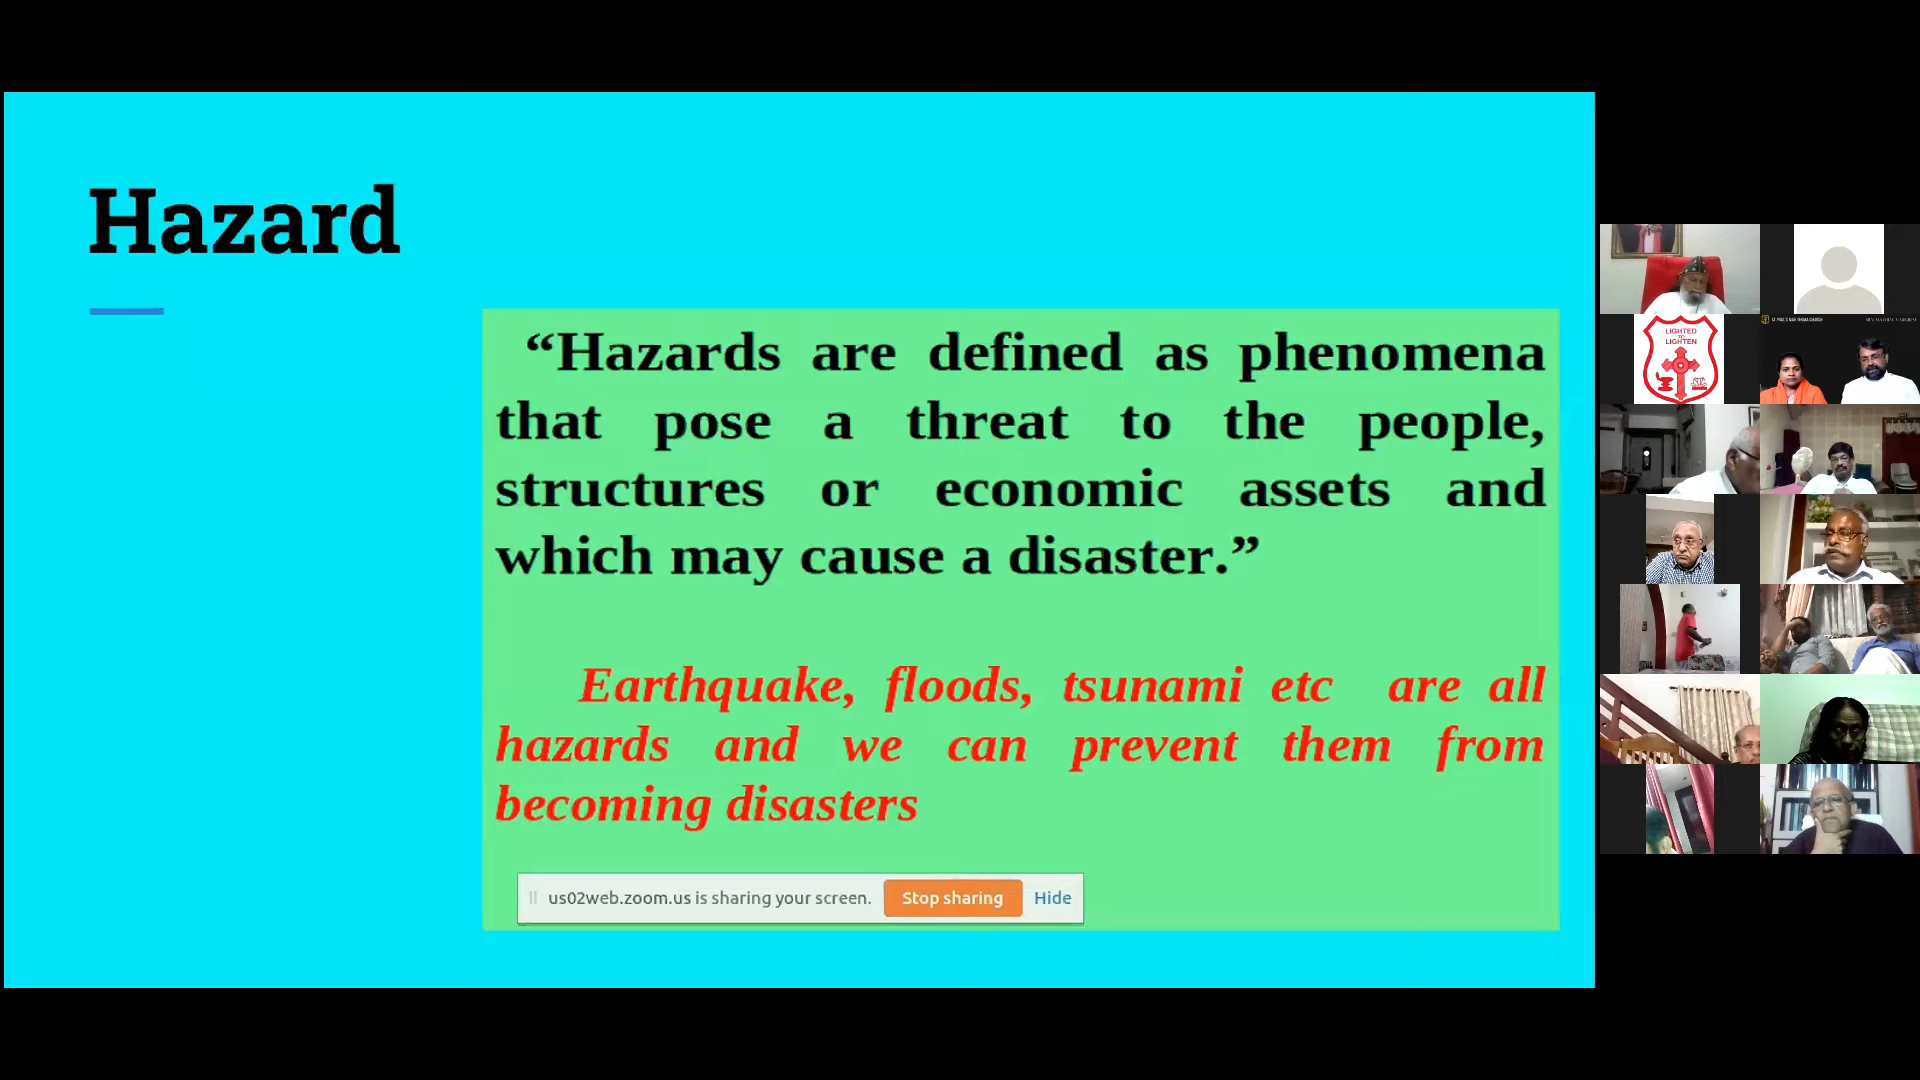 Hazard
“Hazards are defined as phenomena
that pose a threat to the people,
structures or economic assets and
which may cause a disaster.”
Earthquake, floods, tsunami etc are all
hazards and we can prevent them from
becoming disasters
us02web.zoom.us is sharing your screen. Stop sharing Hide
LIGHTED
TO
LIGHTEN